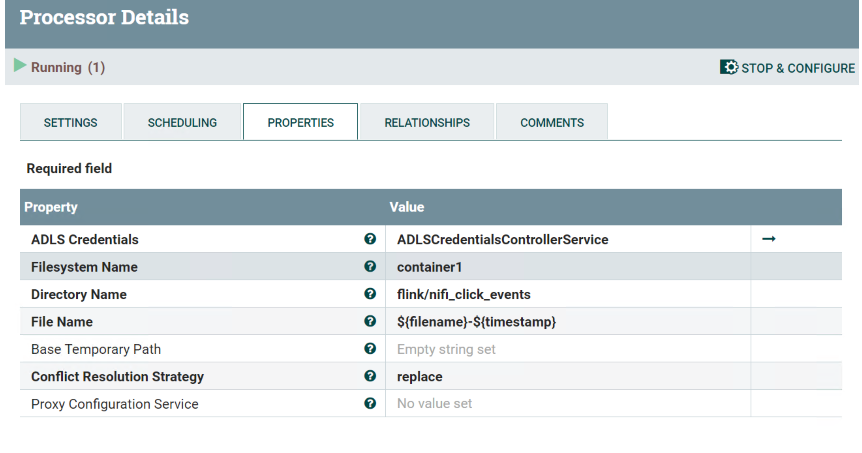 Processor Details
Running (1)
STOP & CONFIGURE
SETTINGS
SCHEDULING
PROPERTIES
RELATIONSHIPS
COMMENTS
Required field
Property Value
ADLS Credentials ? ADLSCredentialsControllerService
Filesystem Name ? container1
Directory Name ? flink/nifi_click_events
File Name ? ${filename}-${timestamp}
Base Temporary Path ? Empty string set
Conflict Resolution Strategy ? replace
Proxy Configuration Service ? No value set